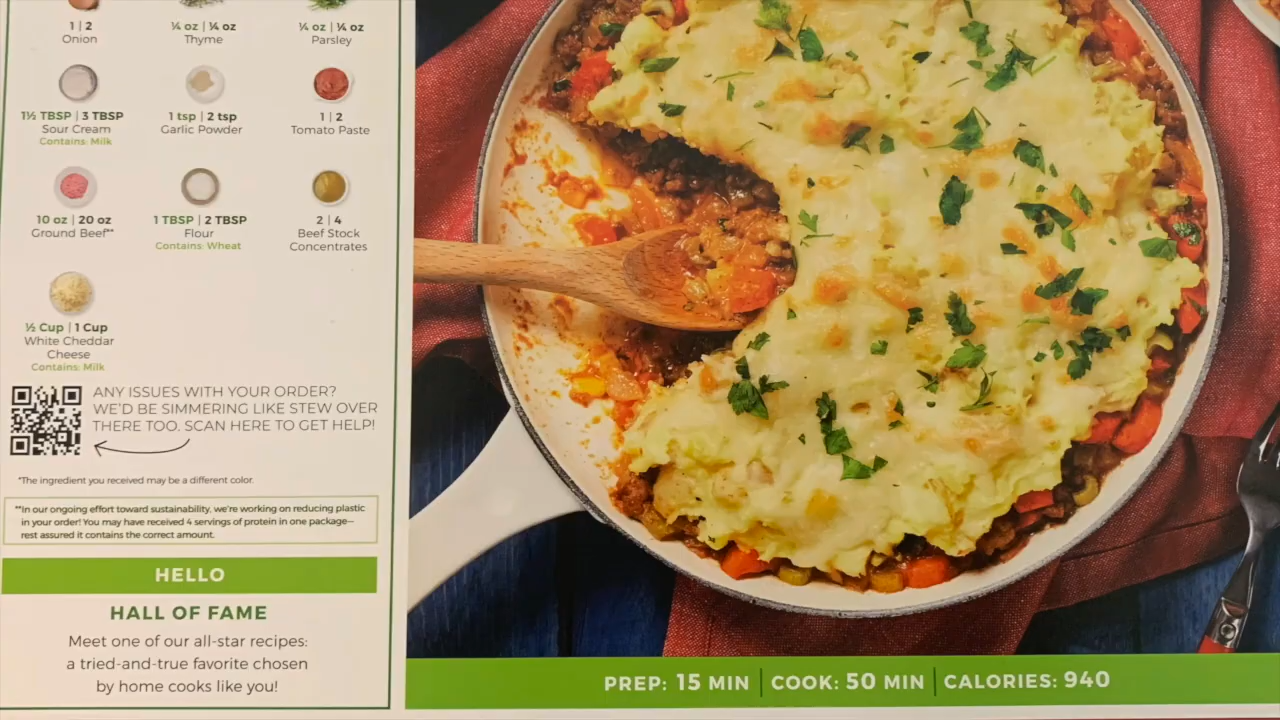 1 | 2
Onion
¼ oz | ¼ oz
Thyme
¼ oz | ¼ oz
Parsley
1½ TBSP | 3 TBSP
Sour Cream
Contains: Milk
1 tsp | 2 tsp
Garlic Powder
1 | 2
Tomato Paste
10 oz | 20 oz
Ground Beef**
1 TBSP | 2 TBSP
Flour
Contains: Wheat
2 | 4
Beef Stock
Concentrates
½ Cup | 1 Cup
White Cheddar
Cheese
Contains: Milk
ANY ISSUES WITH YOUR ORDER?
WE'D BE SIMMERING LIKE STEW OVER
THERE TOO. SCAN HERE TO GET HELP!
*The ingredient you received may be a different color.
**In our ongoing effort toward sustainability, we're working on reducing plastic
in your order! You may have received 4 servings of protein in one package—
rest assured it contains the correct amount.
HELLO
HALL OF FAME
Meet one of our all-star recipes:
a tried-and-true favorite chosen
by home cooks like you!
PREP: 15 MIN | COOK: 50 MIN | CALORIES: 940